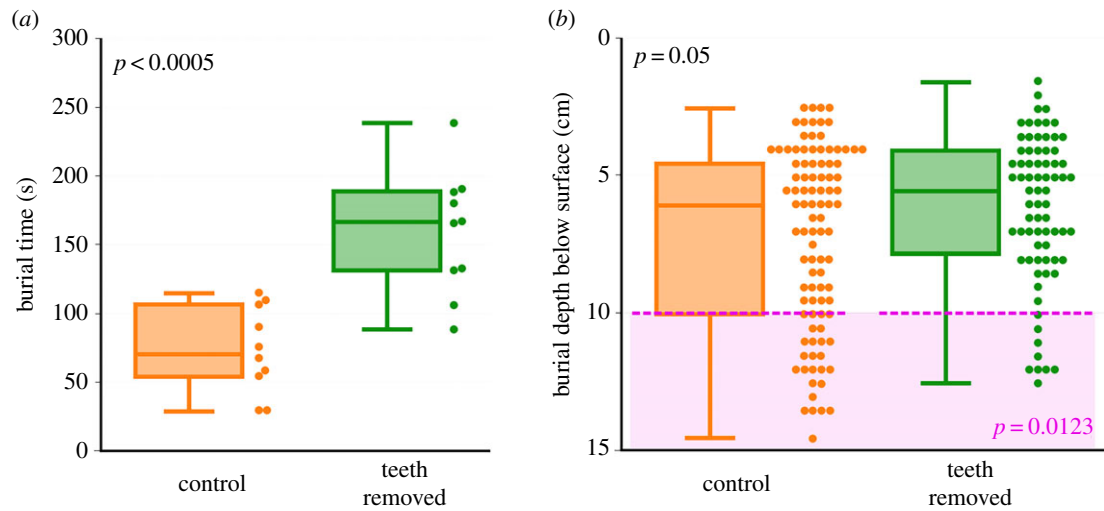 (a)
burial time (s)
300
250
200
150
100
50
0
p < 0.0005
control
teeth
removed
(b)
burial depth below surface (cm)
0
5
10
15
p = 0.05
p = 0.0123
control
teeth
removed